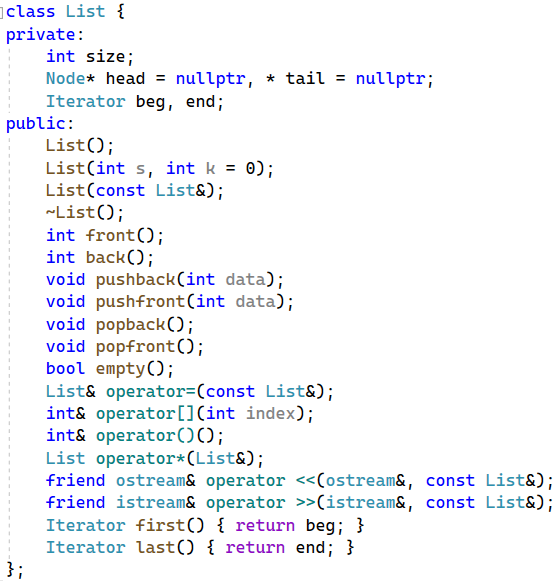 class List {
private:
int size;
Node* head = nullptr, * tail = nullptr;
Iterator beg, end;
public:
List();
List(int s, int k = 0);
List(const List&);
~List();
int front();
int back();
void pushback(int data);
void pushfront(int data);
void popback();
void popfront();
bool empty();
List& operator=(const List&);
int& operator[](int index);
int& operator()();
List operator*(List&);
friend ostream& operator <<(ostream&, const List&);
friend istream& operator >>(istream&, const List&);
Iterator first() { return beg; }
Iterator last() { return end; }
};